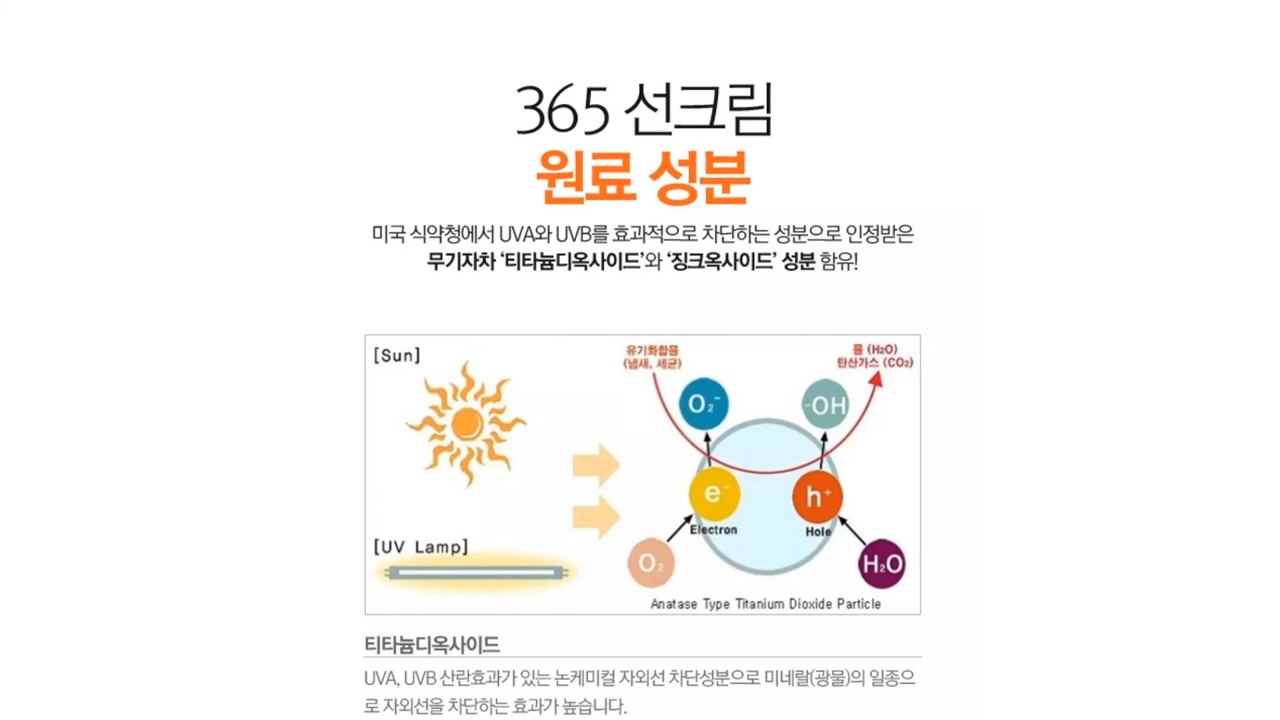 365 선크림
원료 성분
미국 식약청에서 UVA와 UVB를 효과적으로 차단하는 성분으로 인정받은
무기자차 ‘티타늄디옥사이드’와 ‘징크옥사이드’ 성분 함유!
[Sun]
유기화합물
(냄새, 세균)
물 (H₂O)
탄산가스 (CO₂)
O₂⁻
-OH
e⁻
h⁺
Electron
Hole
[UV Lamp]
O₂
H₂O
Anatase Type Titanium Dioxide Particle
티타늄디옥사이드
UVA, UVB 산란효과가 있는 논케미컬 자외선 차단성분으로 미네랄(광물)의 일종으
로 자외선을 차단하는 효과가 높습니다.